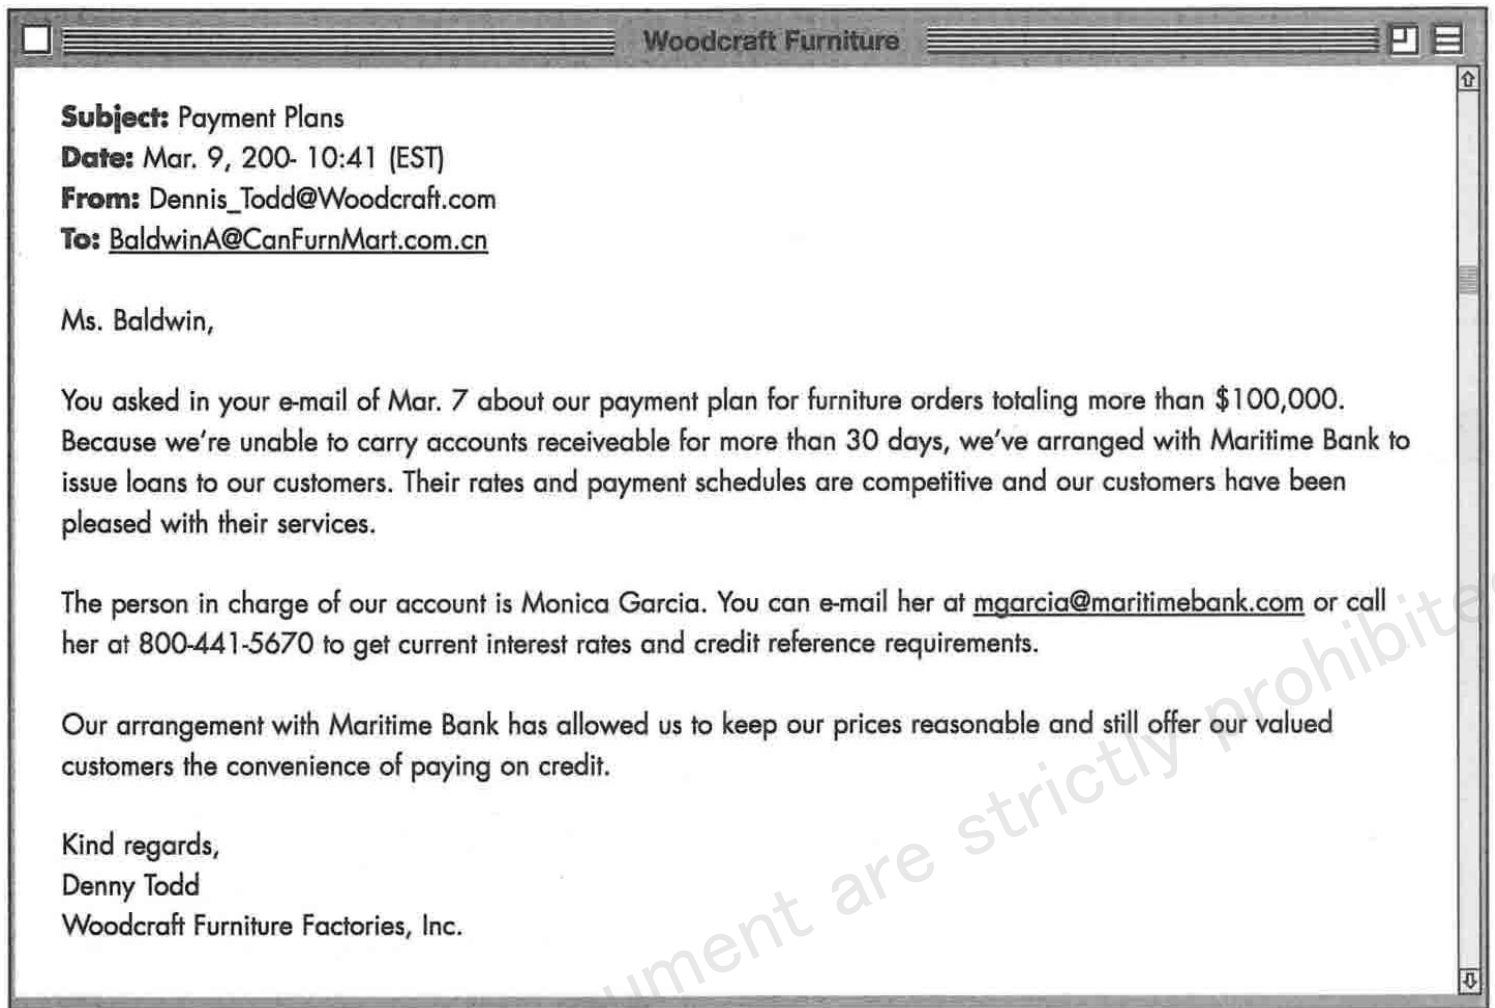 Woodcraft Furniture
Subject: Payment Plans
Date: Mar. 9, 200- 10:41 (EST)
From: Dennis_Todd@Woodcraft.com
To: BaldwinA@CanFurnMart.com.cn
Ms. Baldwin,
You asked in your e-mail of Mar. 7 about our payment plan for furniture orders totaling more than $100,000.
Because we're unable to carry accounts receiveable for more than 30 days, we've arranged with Maritime Bank to
issue loans to our customers. Their rates and payment schedules are competitive and our customers have been
pleased with their services.
The person in charge of our account is Monica Garcia. You can e-mail her at mgarcia@maritimebank.com or call
her at 800-441-5670 to get current interest rates and credit reference requirements.
Our arrangement with Maritime Bank has allowed us to keep our prices reasonable and still offer our valued
customers the convenience of paying on credit.
Kind regards,
Denny Todd
Woodcraft Furniture Factories, Inc.
are strictly